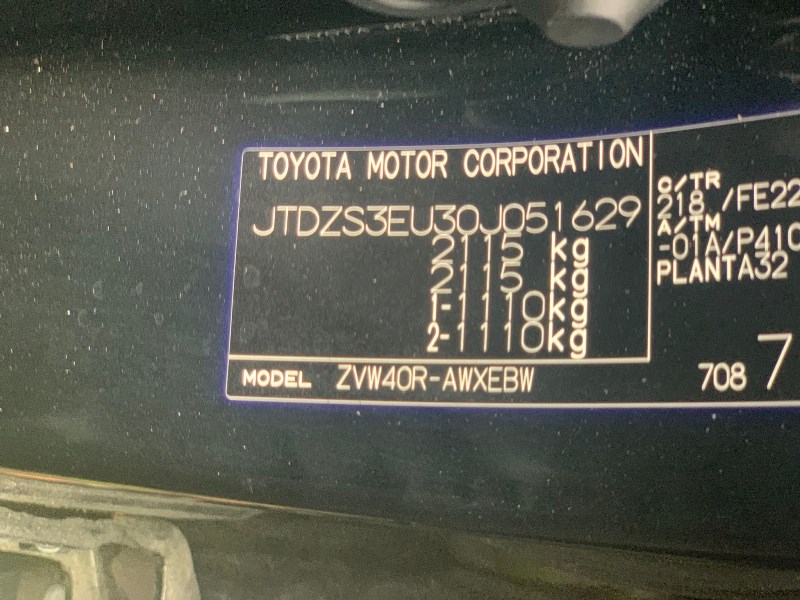 TOYOTA MOTOR CORPORATION
JTDZS3EU30J051629
2115 kg
2115 kg
1-1110kg
2-1110kg
MODEL ZVW40R-AWXEBW
C/TR
218 /FE22
A/TM
-01A/P410
PLANTA32
708 7